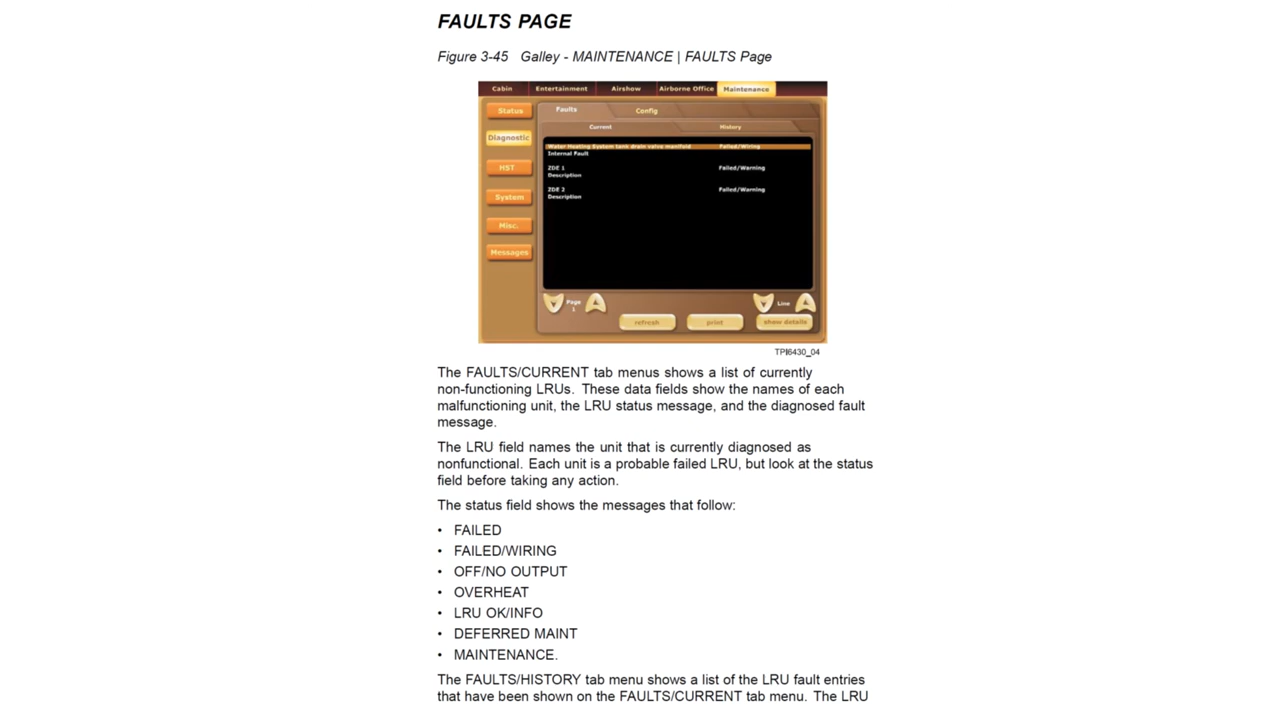 FAULTS PAGE
Figure 3-45 Galley - MAINTENANCE | FAULTS Page
Cabin Entertainment Airshow Airborne Office Maintenance
Status Faults Config
Current History
Diagnostic
Water Heating System tank drain valve manifold Failed/Wiring
Internal Fault
HST
ZDE 1 Failed/Warning
Description
ZDE 2 Failed/Warning
System
Description
Misc.
Messages
Page Line
1
refresh print show details
TPI6430_04
The FAULTS/CURRENT tab menus shows a list of currently
non-functioning LRUs. These data fields show the names of each
malfunctioning unit, the LRU status message, and the diagnosed fault
message.
The LRU field names the unit that is currently diagnosed as
nonfunctional. Each unit is a probable failed LRU, but look at the status
field before taking any action.
The status field shows the messages that follow:
• FAILED
• FAILED/WIRING
• OFF/NO OUTPUT
• OVERHEAT
• LRU OK/INFO
• DEFERRED MAINT
• MAINTENANCE.
The FAULTS/HISTORY tab menu shows a list of the LRU fault entries
that have been shown on the FAULTS/CURRENT tab menu. The LRU